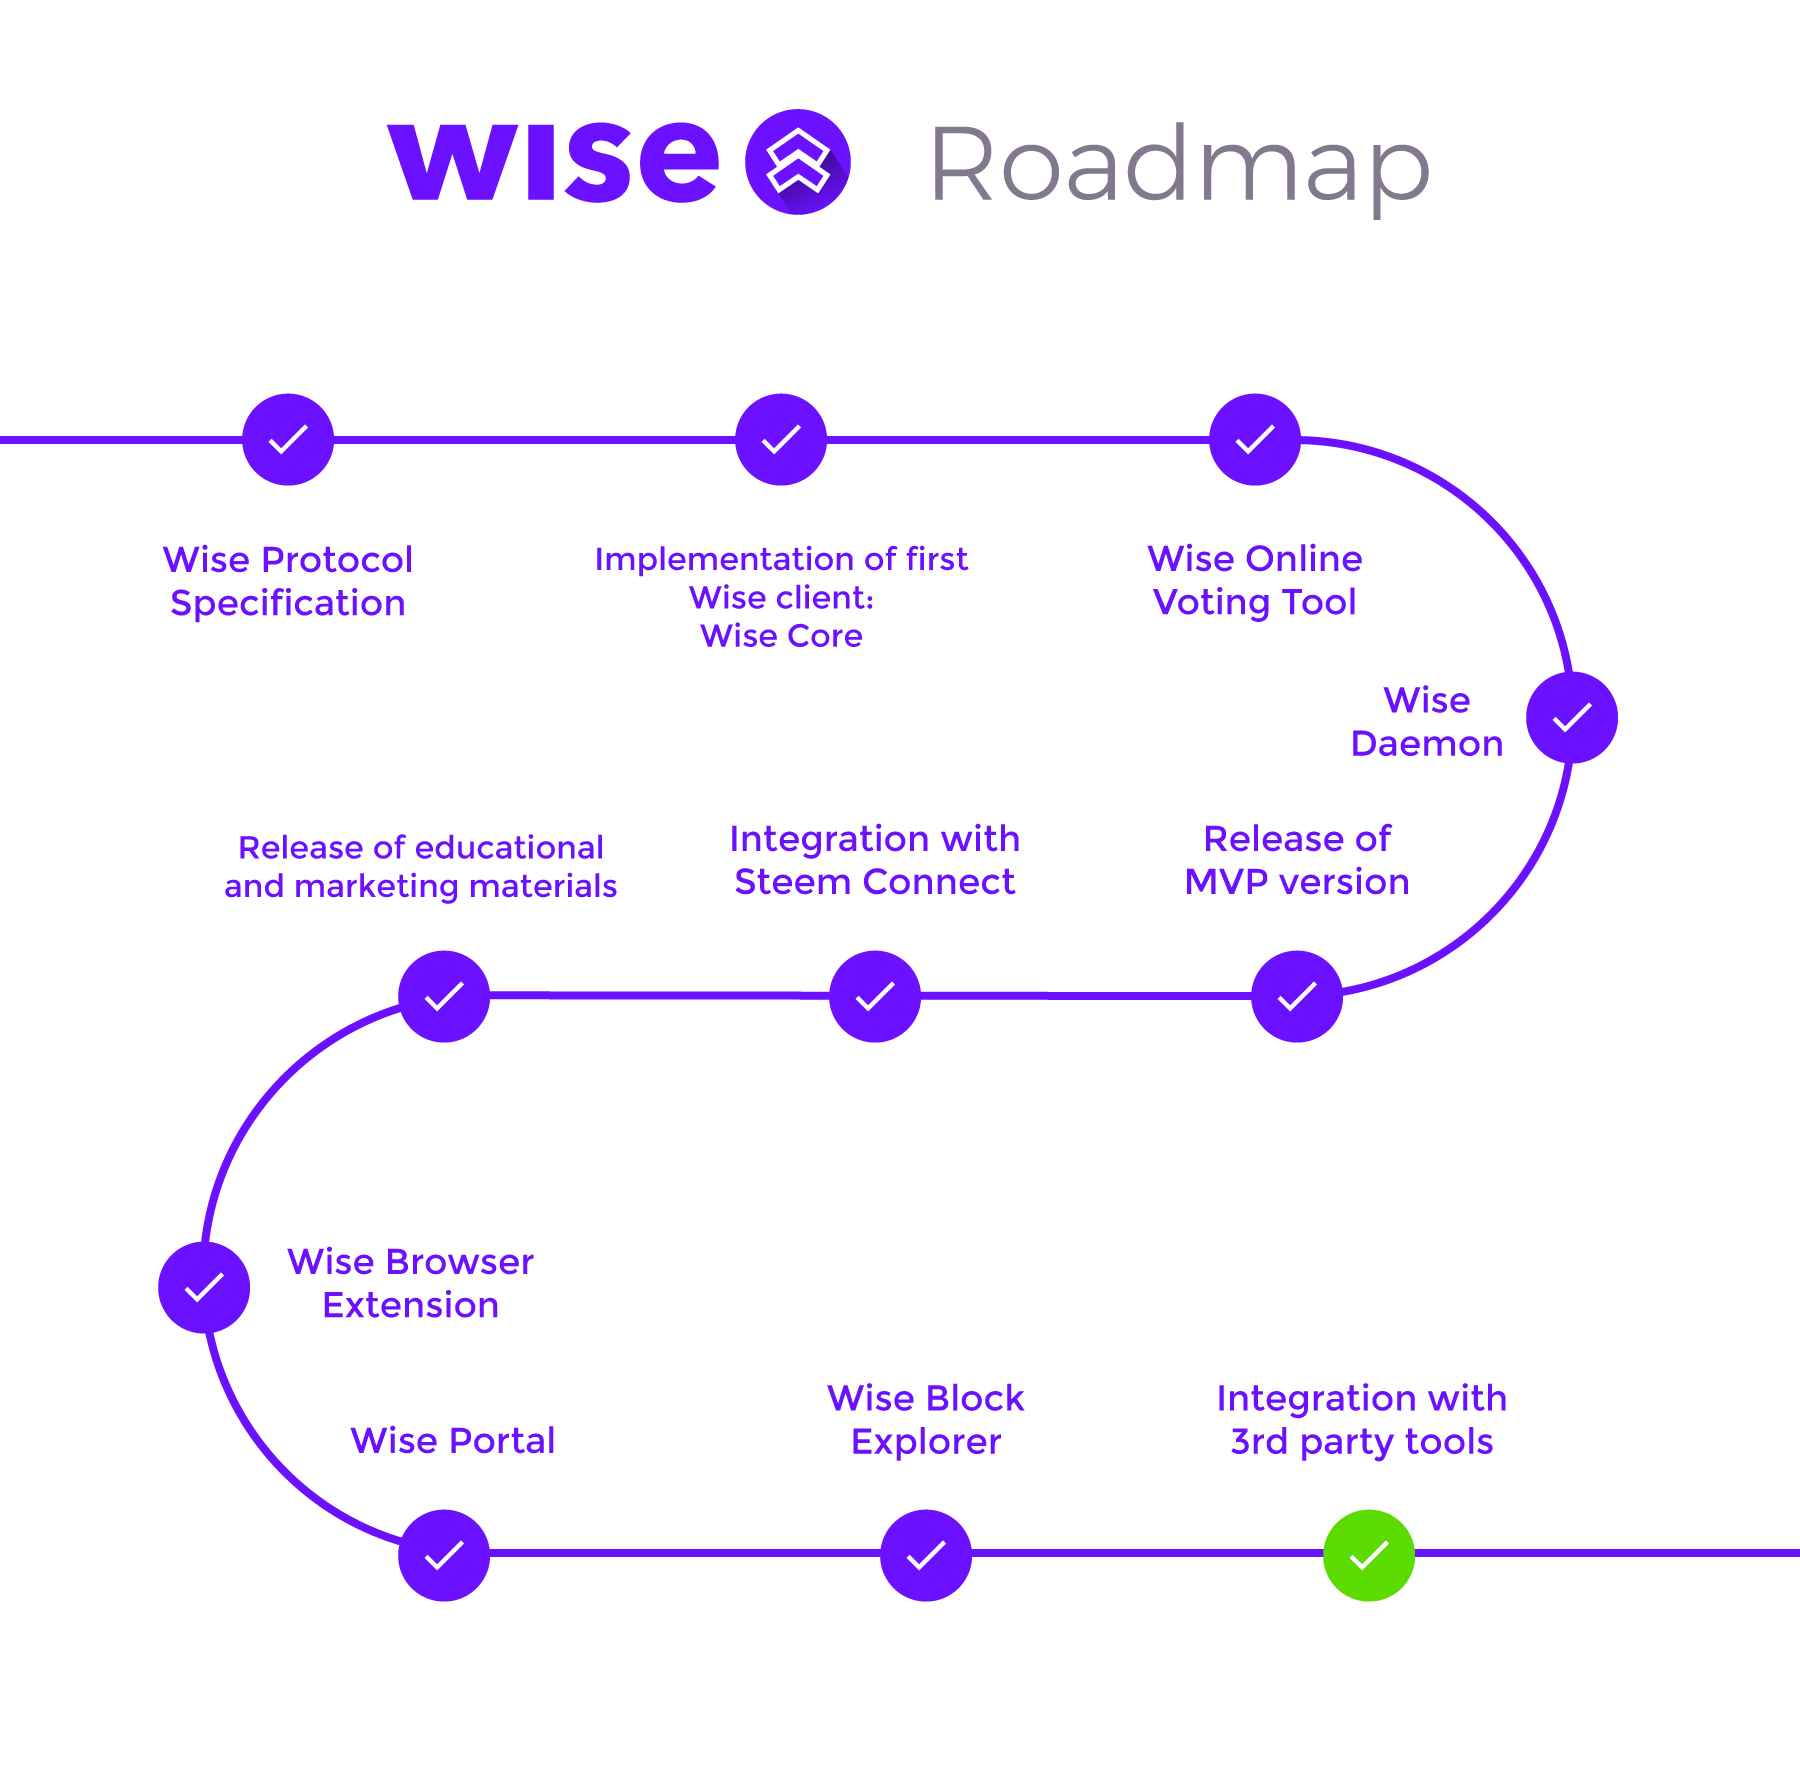 wise Roadmap
Wise Protocol
Specification
Implementation of first
Wise client:
Wise Core
Wise Online
Voting Tool
Wise
Daemon
Release of
MVP version
Integration with
Steem Connect
Release of educational
and marketing materials
Wise Browser
Extension
Wise Portal
Wise Block
Explorer
Integration with
3rd party tools